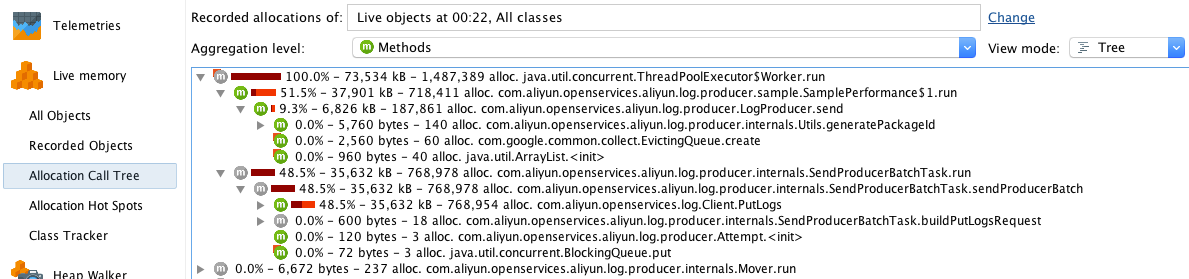 Telemetries
Live memory
All Objects
Recorded Objects
Allocation Call Tree
Allocation Hot Spots
Class Tracker
Heap Walker
Recorded allocations of: Live objects at 00:22, All classes Change
Aggregation level: m Methods View mode: Tree
m 100.0% - 73,534 kB - 1,487,389 alloc. java.util.concurrent.ThreadPoolExecutor$Worker.run
m 51.5% - 37,901 kB - 718,411 alloc. com.aliyun.openservices.aliyun.log.producer.sample.SamplePerformance$1.run
m 9.3% - 6,826 kB - 187,861 alloc. com.aliyun.openservices.aliyun.log.producer.LogProducer.send
m 0.0% - 5,760 bytes - 140 alloc. com.aliyun.openservices.aliyun.log.producer.internals.Utils.generatePackageId
m 0.0% - 2,560 bytes - 60 alloc. com.google.common.collect.EvictingQueue.create
m 0.0% - 960 bytes - 40 alloc. java.util.ArrayList.<init>
m 48.5% - 35,632 kB - 768,978 alloc. com.aliyun.openservices.aliyun.log.producer.internals.SendProducerBatchTask.run
m 48.5% - 35,632 kB - 768,978 alloc. com.aliyun.openservices.aliyun.log.producer.internals.SendProducerBatchTask.sendProducerBatch
m 48.5% - 35,632 kB - 768,954 alloc. com.aliyun.openservices.log.Client.PutLogs
m 0.0% - 600 bytes - 18 alloc. com.aliyun.openservices.aliyun.log.producer.internals.SendProducerBatchTask.buildPutLogsRequest
m 0.0% - 120 bytes - 3 alloc. com.aliyun.openservices.aliyun.log.producer.Attempt.<init>
m 0.0% - 72 bytes - 3 alloc. java.util.concurrent.BlockingQueue.put
m 0.0% - 6,672 bytes - 237 alloc. com.aliyun.openservices.aliyun.log.producer.internals.Mover.run